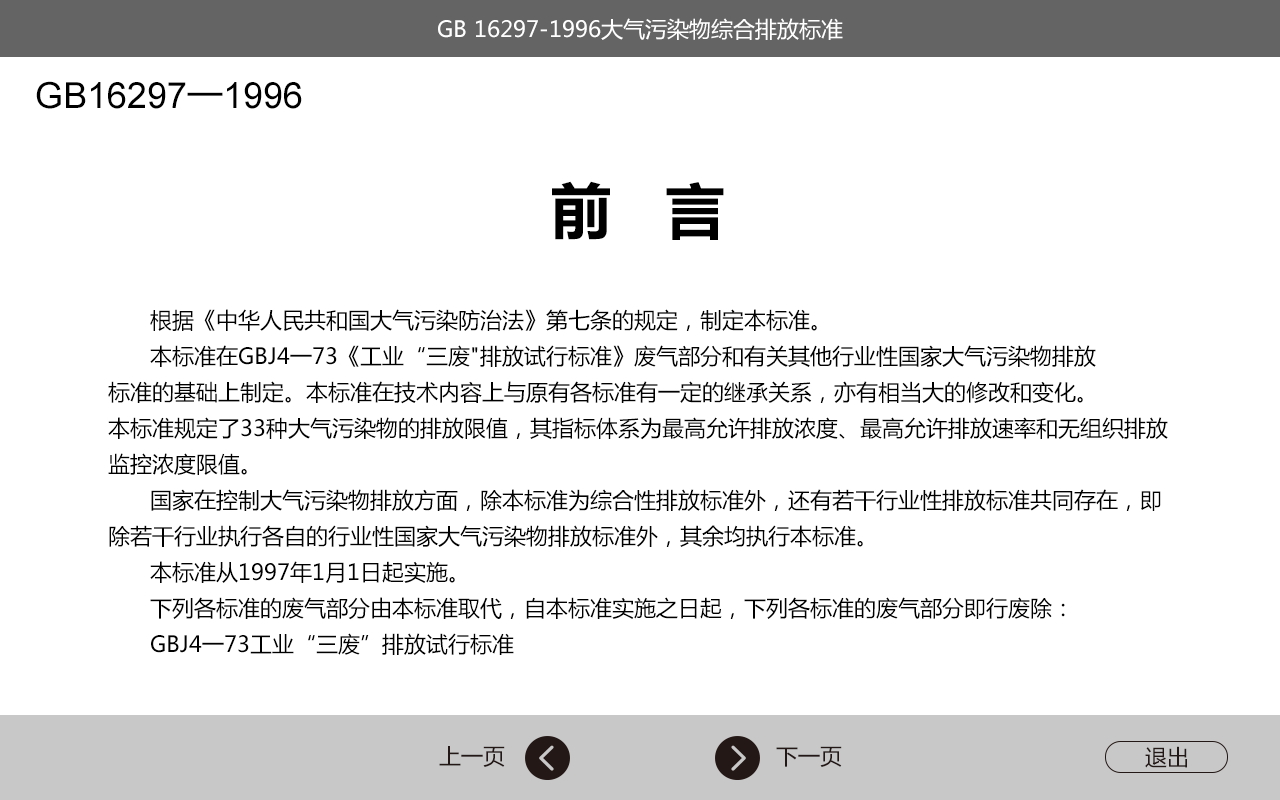 GB 16297-1996大气污染物综合排放标准
GB16297—1996
前 言
根据《中华人民共和国大气污染防治法》第七条的规定，制定本标准。
本标准在GBJ4—73《工业“三废"排放试行标准》废气部分和有关其他行业性国家大气污染物排放
标准的基础上制定。本标准在技术内容上与原有各标准有一定的继承关系，亦有相当大的修改和变化。
本标准规定了33种大气污染物的排放限值，其指标体系为最高允许排放浓度、最高允许排放速率和无组织排放
监控浓度限值。
国家在控制大气污染物排放方面，除本标准为综合性排放标准外，还有若干行业性排放标准共同存在，即
除若干行业执行各自的行业性国家大气污染物排放标准外，其余均执行本标准。
本标准从1997年1月1日起实施。
下列各标准的废气部分由本标准取代，自本标准实施之日起，下列各标准的废气部分即行废除：
GBJ4—73工业“三废”排放试行标准
上一页 下一页 退出